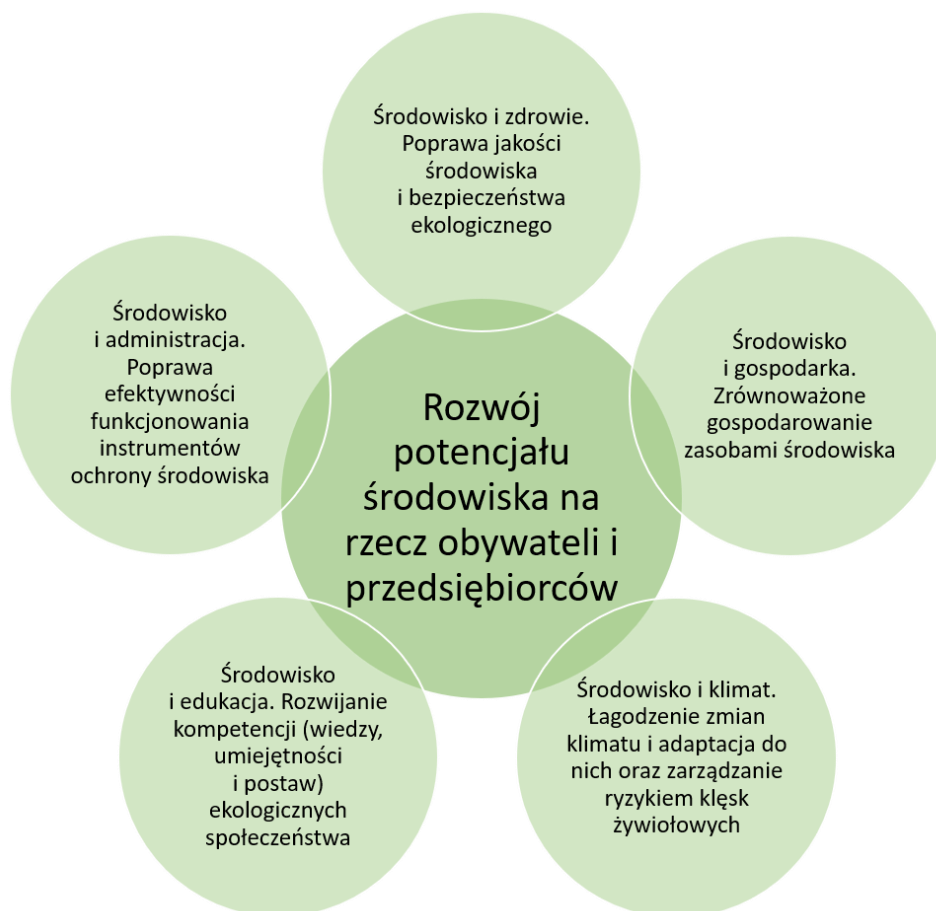 Środowisko i zdrowie.
Poprawa jakości
środowiska
i bezpieczeństwa
ekologicznego
Środowisko
i administracja.
Poprawa
efektywności
funkcjonowania
instrumentów
ochrony środowiska
Środowisko
i gospodarka.
Zrównoważone
gospodarowanie
zasobami środowiska
Rozwój
potencjału
środowiska na
rzecz obywateli i
przedsiębiorców
Środowisko
i edukacja. Rozwijanie
kompetencji (wiedzy,
umiejętności
i postaw)
ekologicznych
społeczeństwa
Środowisko i klimat.
Łagodzenie zmian
klimatu i adaptacja do
nich oraz zarządzanie
ryzykiem klęsk
żywiołowych